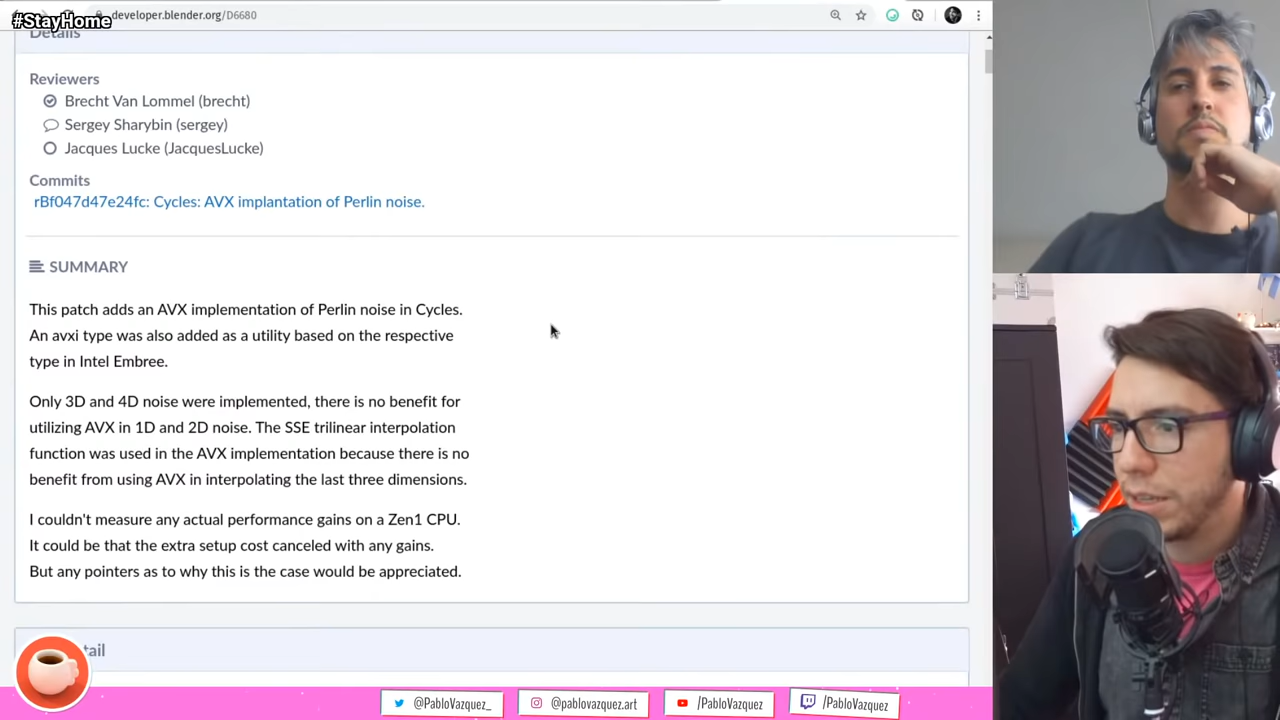 #StayHome
developer.blender.org/D6680
Details
Reviewers
Brecht Van Lommel (brecht)
Sergey Sharybin (sergey)
Jacques Lucke (JacquesLucke)
Commits
rBf047d47e24fc: Cycles: AVX implantation of Perlin noise.
SUMMARY
This patch adds an AVX implementation of Perlin noise in Cycles.
An avxi type was also added as a utility based on the respective
type in Intel Embree.
Only 3D and 4D noise were implemented, there is no benefit for
utilizing AVX in 1D and 2D noise. The SSE trilinear interpolation
function was used in the AVX implementation because there is no
benefit from using AVX in interpolating the last three dimensions.
I couldn't measure any actual performance gains on a Zen1 CPU.
It could be that the extra setup cost canceled with any gains.
But any pointers as to why this is the case would be appreciated.
tail
@PabloVazquez_
@pablovazquez.art
/PabloVazquez
/PabloVazquez